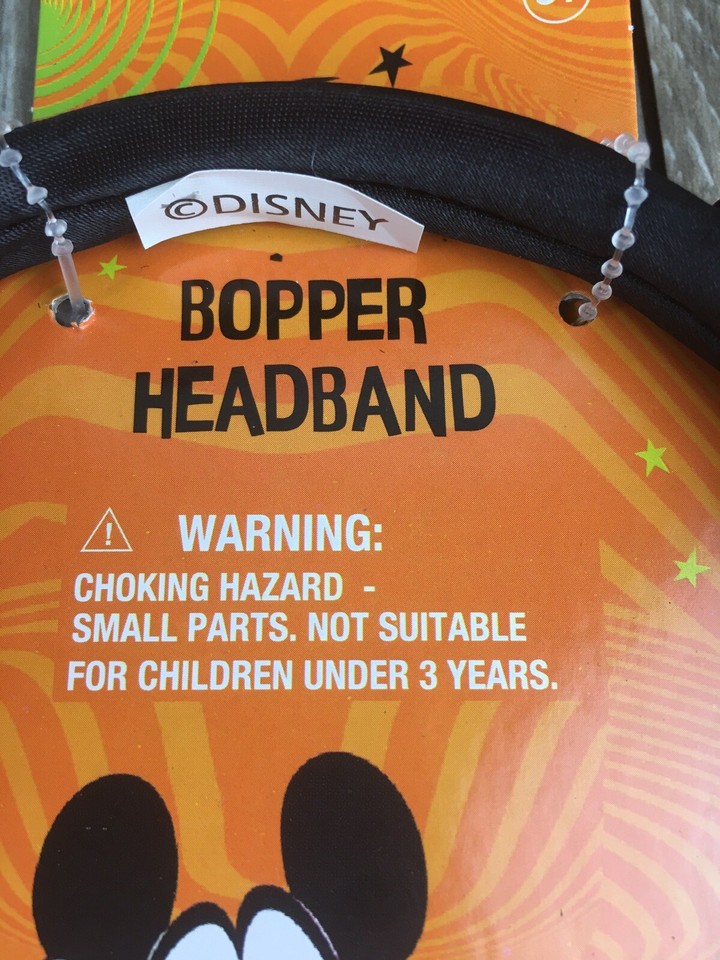 ©DISNEY
BOPPER
HEADBAND
! WARNING:
CHOKING HAZARD -
SMALL PARTS. NOT SUITABLE
FOR CHILDREN UNDER 3 YEARS.